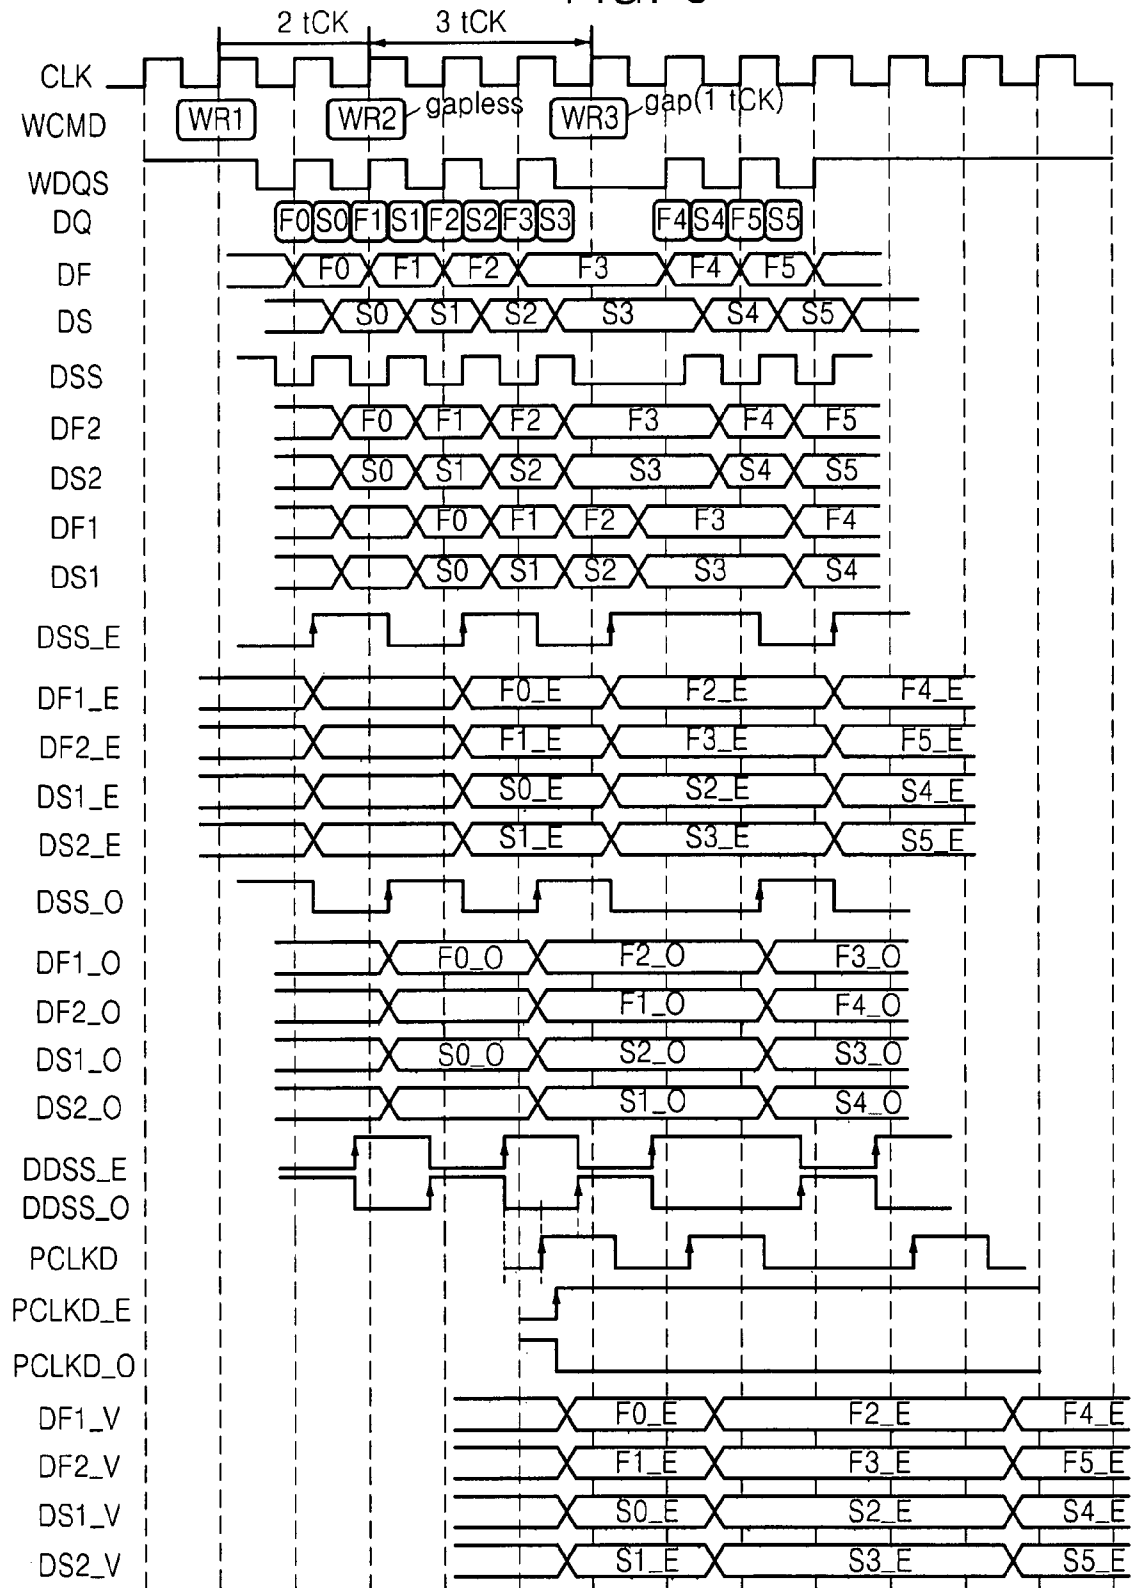 2 tCK 3 tCK
CLK
WCMD WR1 WR2 gapless WR3 gap(1 tCK)
WDQS
DQ F0 S0 F1 S1 F2 S2 F3 S3 F4 S4 F5 S5
DF F0 F1 F2 F3 F4 F5
DS S0 S1 S2 S3 S4 S5
DSS
DF2 F0 F1 F2 F3 F4 F5
DS2 S0 S1 S2 S3 S4 S5
DF1 F0 F1 F2 F3 F4
DS1 S0 S1 S2 S3 S4
DSS_E
DF1_E F0_E F2_E F4_E
DF2_E F1_E F3_E F5_E
DS1_E S0_E S2_E S4_E
DS2_E S1_E S3_E S5_E
DSS_O
DF1_O F0_O F2_O F3_O
DF2_O F1_O F4_O
DS1_O S0_O S2_O S3_O
DS2_O S1_O S4_O
DDSS_E
DDSS_O
PCLKD
PCLKD_E
PCLKD_O
DF1_V F0_E F2_E F4_E
DF2_V F1_E F3_E F5_E
DS1_V S0_E S2_E S4_E
DS2_V S1_E S3_E S5_E